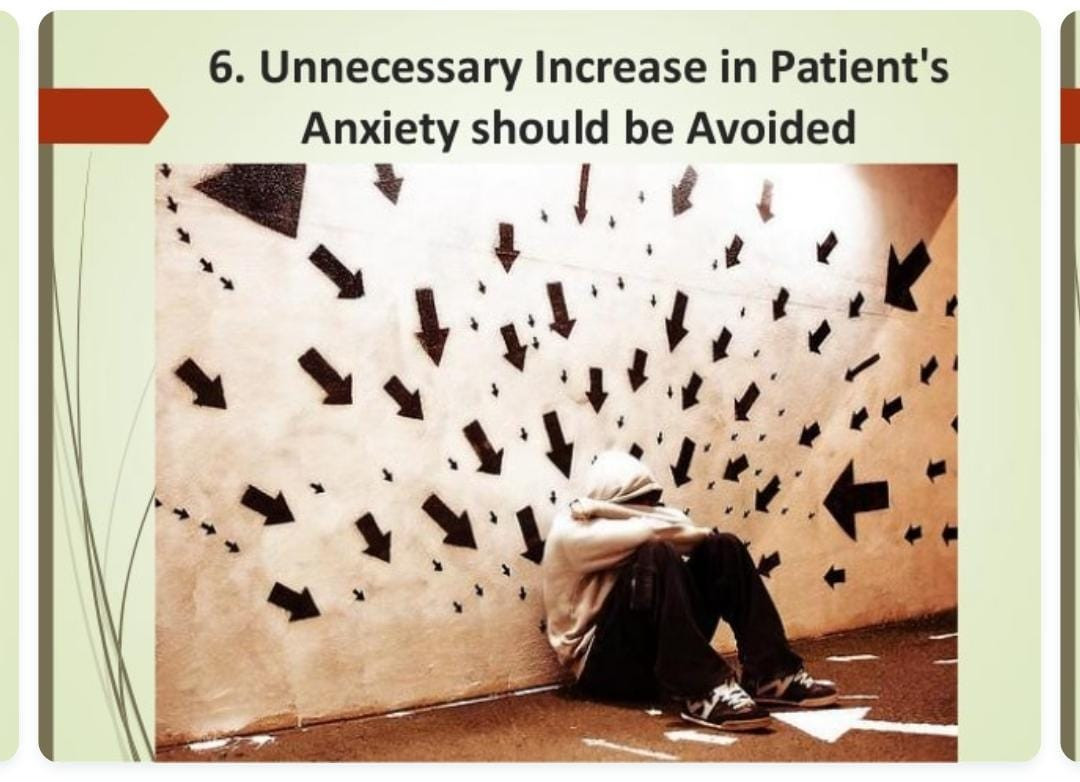 6. Unnecessary Increase in Patient's
Anxiety should be Avoided